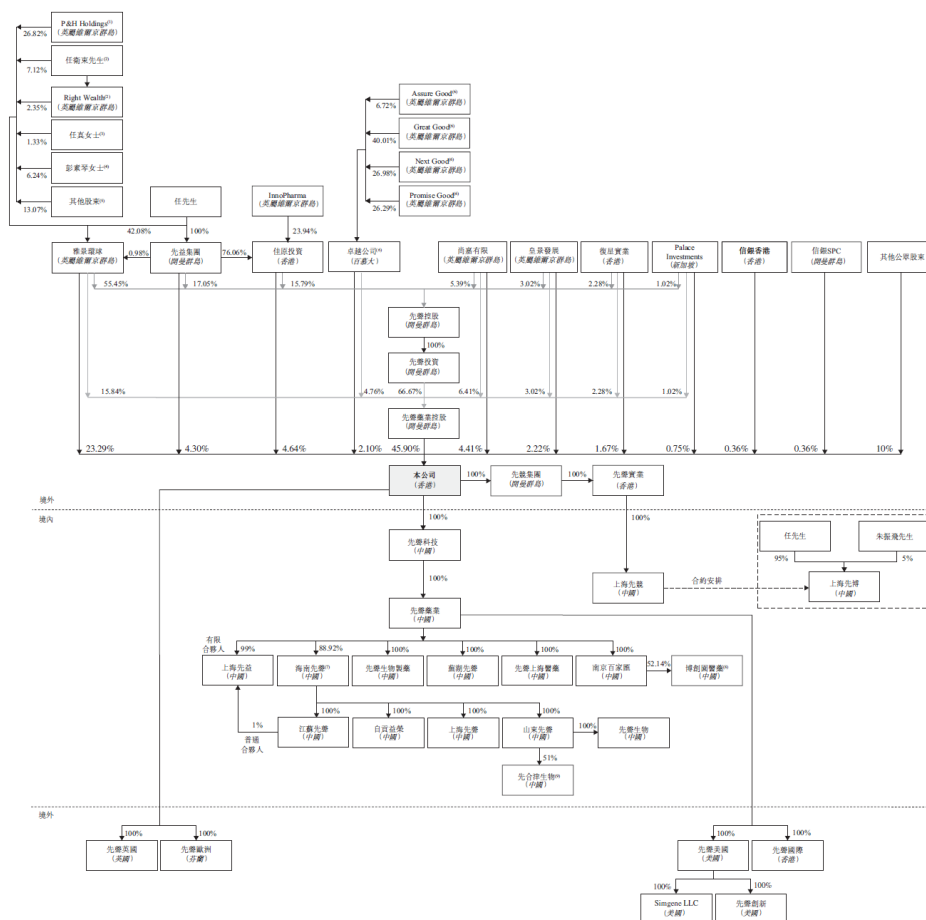 P&H Holdings(1)
(英屬維爾京群島)
26.82%
任衛東先生(2)
7.12%
Right Wealth(2)
(英屬維爾京群島)
2.35%
任真女士(3)
1.33%
彭素琴女士(4)
6.24%
其他股東(5)
13.07%
Assure Good(6)
(英屬維爾京群島)
6.72%
Great Good(6)
(英屬維爾京群島)
40.01%
Next Good(6)
(英屬維爾京群島)
26.98%
Promise Good(6)
(英屬維爾京群島)
26.29%
任先生
InnoPharma
(英屬維爾京群島)
42.08%
100%
23.94%
雅景環球
(英屬維爾京群島)
0.98%
先益集團
(開曼群島)
76.06%
佳原投資
(香港)
卓越公司(6)
(百慕大)
尚嘉有限
(英屬維爾京群島)
皇景發展
(英屬維爾京群島)
復星實業
(香港)
Palace
Investments
(新加坡)
信銀香港
(香港)
信銀SPC
(開曼群島)
其他公眾股東
55.45%
17.05%
15.79%
5.39%
3.02%
2.28%
1.02%
先聲控股
(開曼群島)
100%
先聲投資
(開曼群島)
15.84%
4.76%
66.67%
6.41%
3.02%
2.28%
1.02%
先聲藥業控股
(開曼群島)
23.29%
4.30%
4.64%
2.10%
45.90%
4.41%
2.22%
1.67%
0.75%
0.36%
0.36%
10%
本公司
(香港)
100%
先競集團
(開曼群島)
100%
先聲實業
(香港)
境外
境內
100%
100%
先聲科技
(中國)
任先生
朱振飛先生
95%
5%
100%
上海先競
(中國)
合約安排
上海先博
(中國)
先聲藥業
(中國)
有限
合夥人
99%
88.92%
100%
100%
100%
100%
上海先益
(中國)
海南先聲(7)
(中國)
先聲生物製藥
(中國)
蕪湖先聲
(中國)
先聲上海醫藥
(中國)
南京百家匯
(中國)
52.14%
博創園醫藥(8)
(中國)
1%
普通
合夥人
100%
100%
100%
100%
江蘇先聲
(中國)
自貢益榮
(中國)
上海先聲
(中國)
山東先聲
(中國)
100%
先聲生物
(中國)
51%
先合澤生物(9)
(中國)
境外
100%
100%
100%
100%
先聲英國
(英國)
先聲歐洲
(芬蘭)
先聲美國
(美國)
先聲國際
(香港)
100%
100%
Simgene LLC
(美國)
先聲創新
(美國)